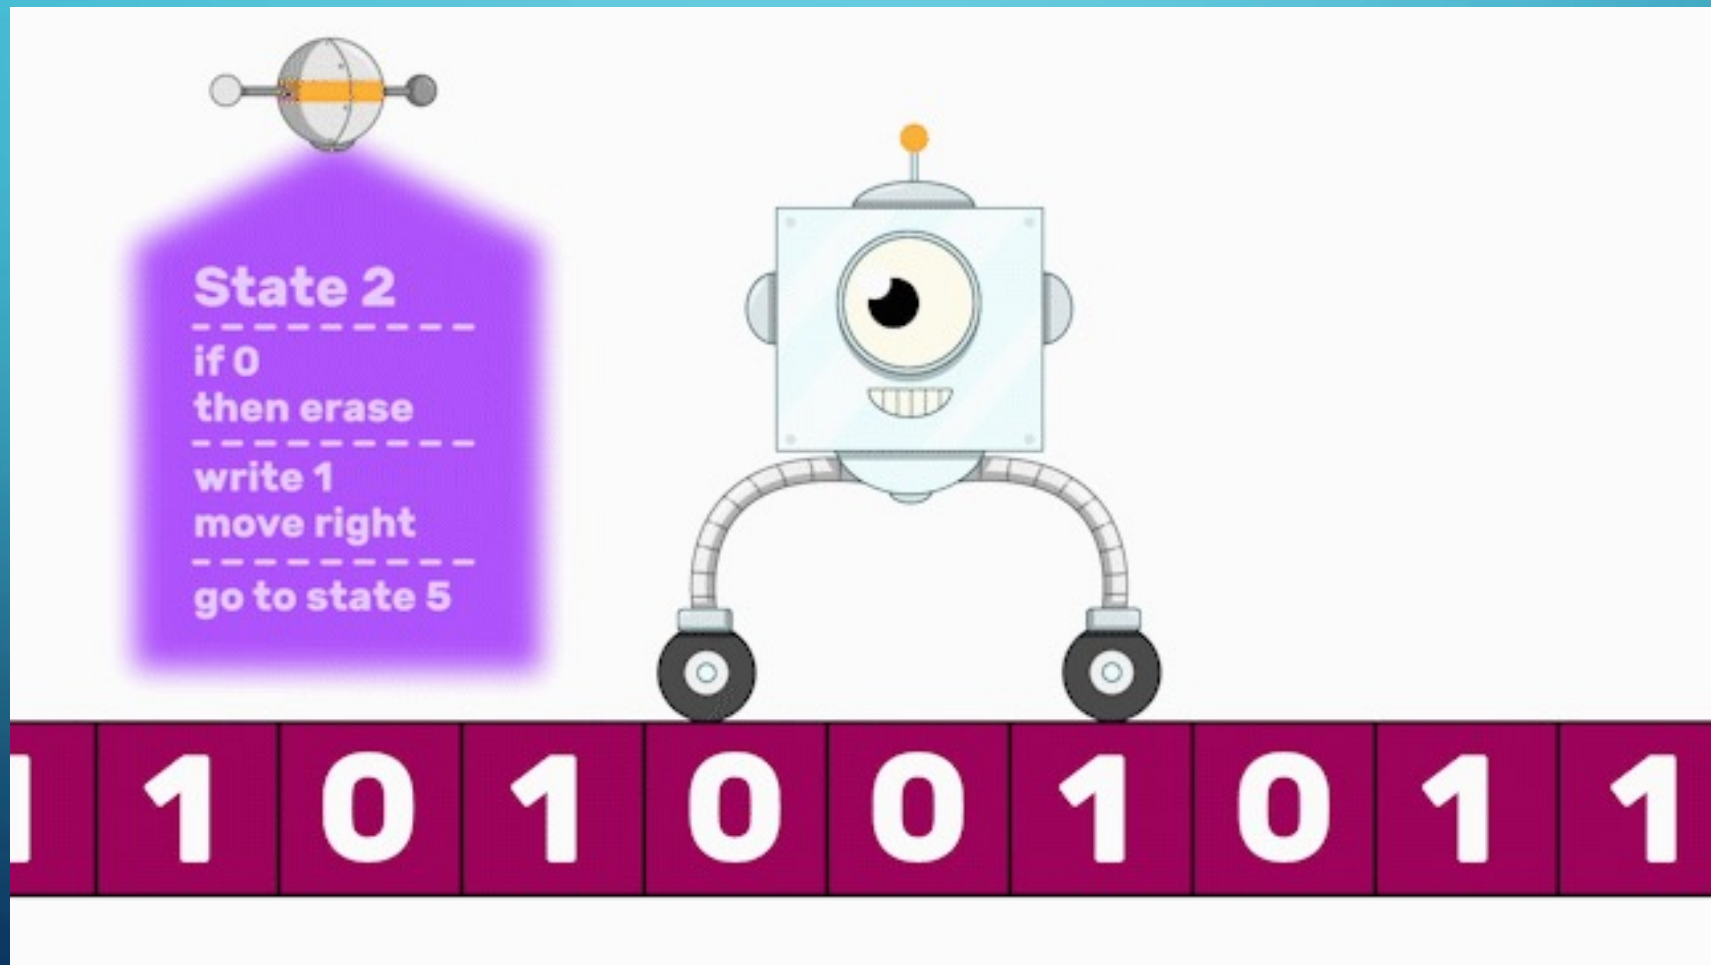 State 2
if 0
then erase
write 1
move right
go to state 5
1 1 0 1 0 0 1 0 1 1